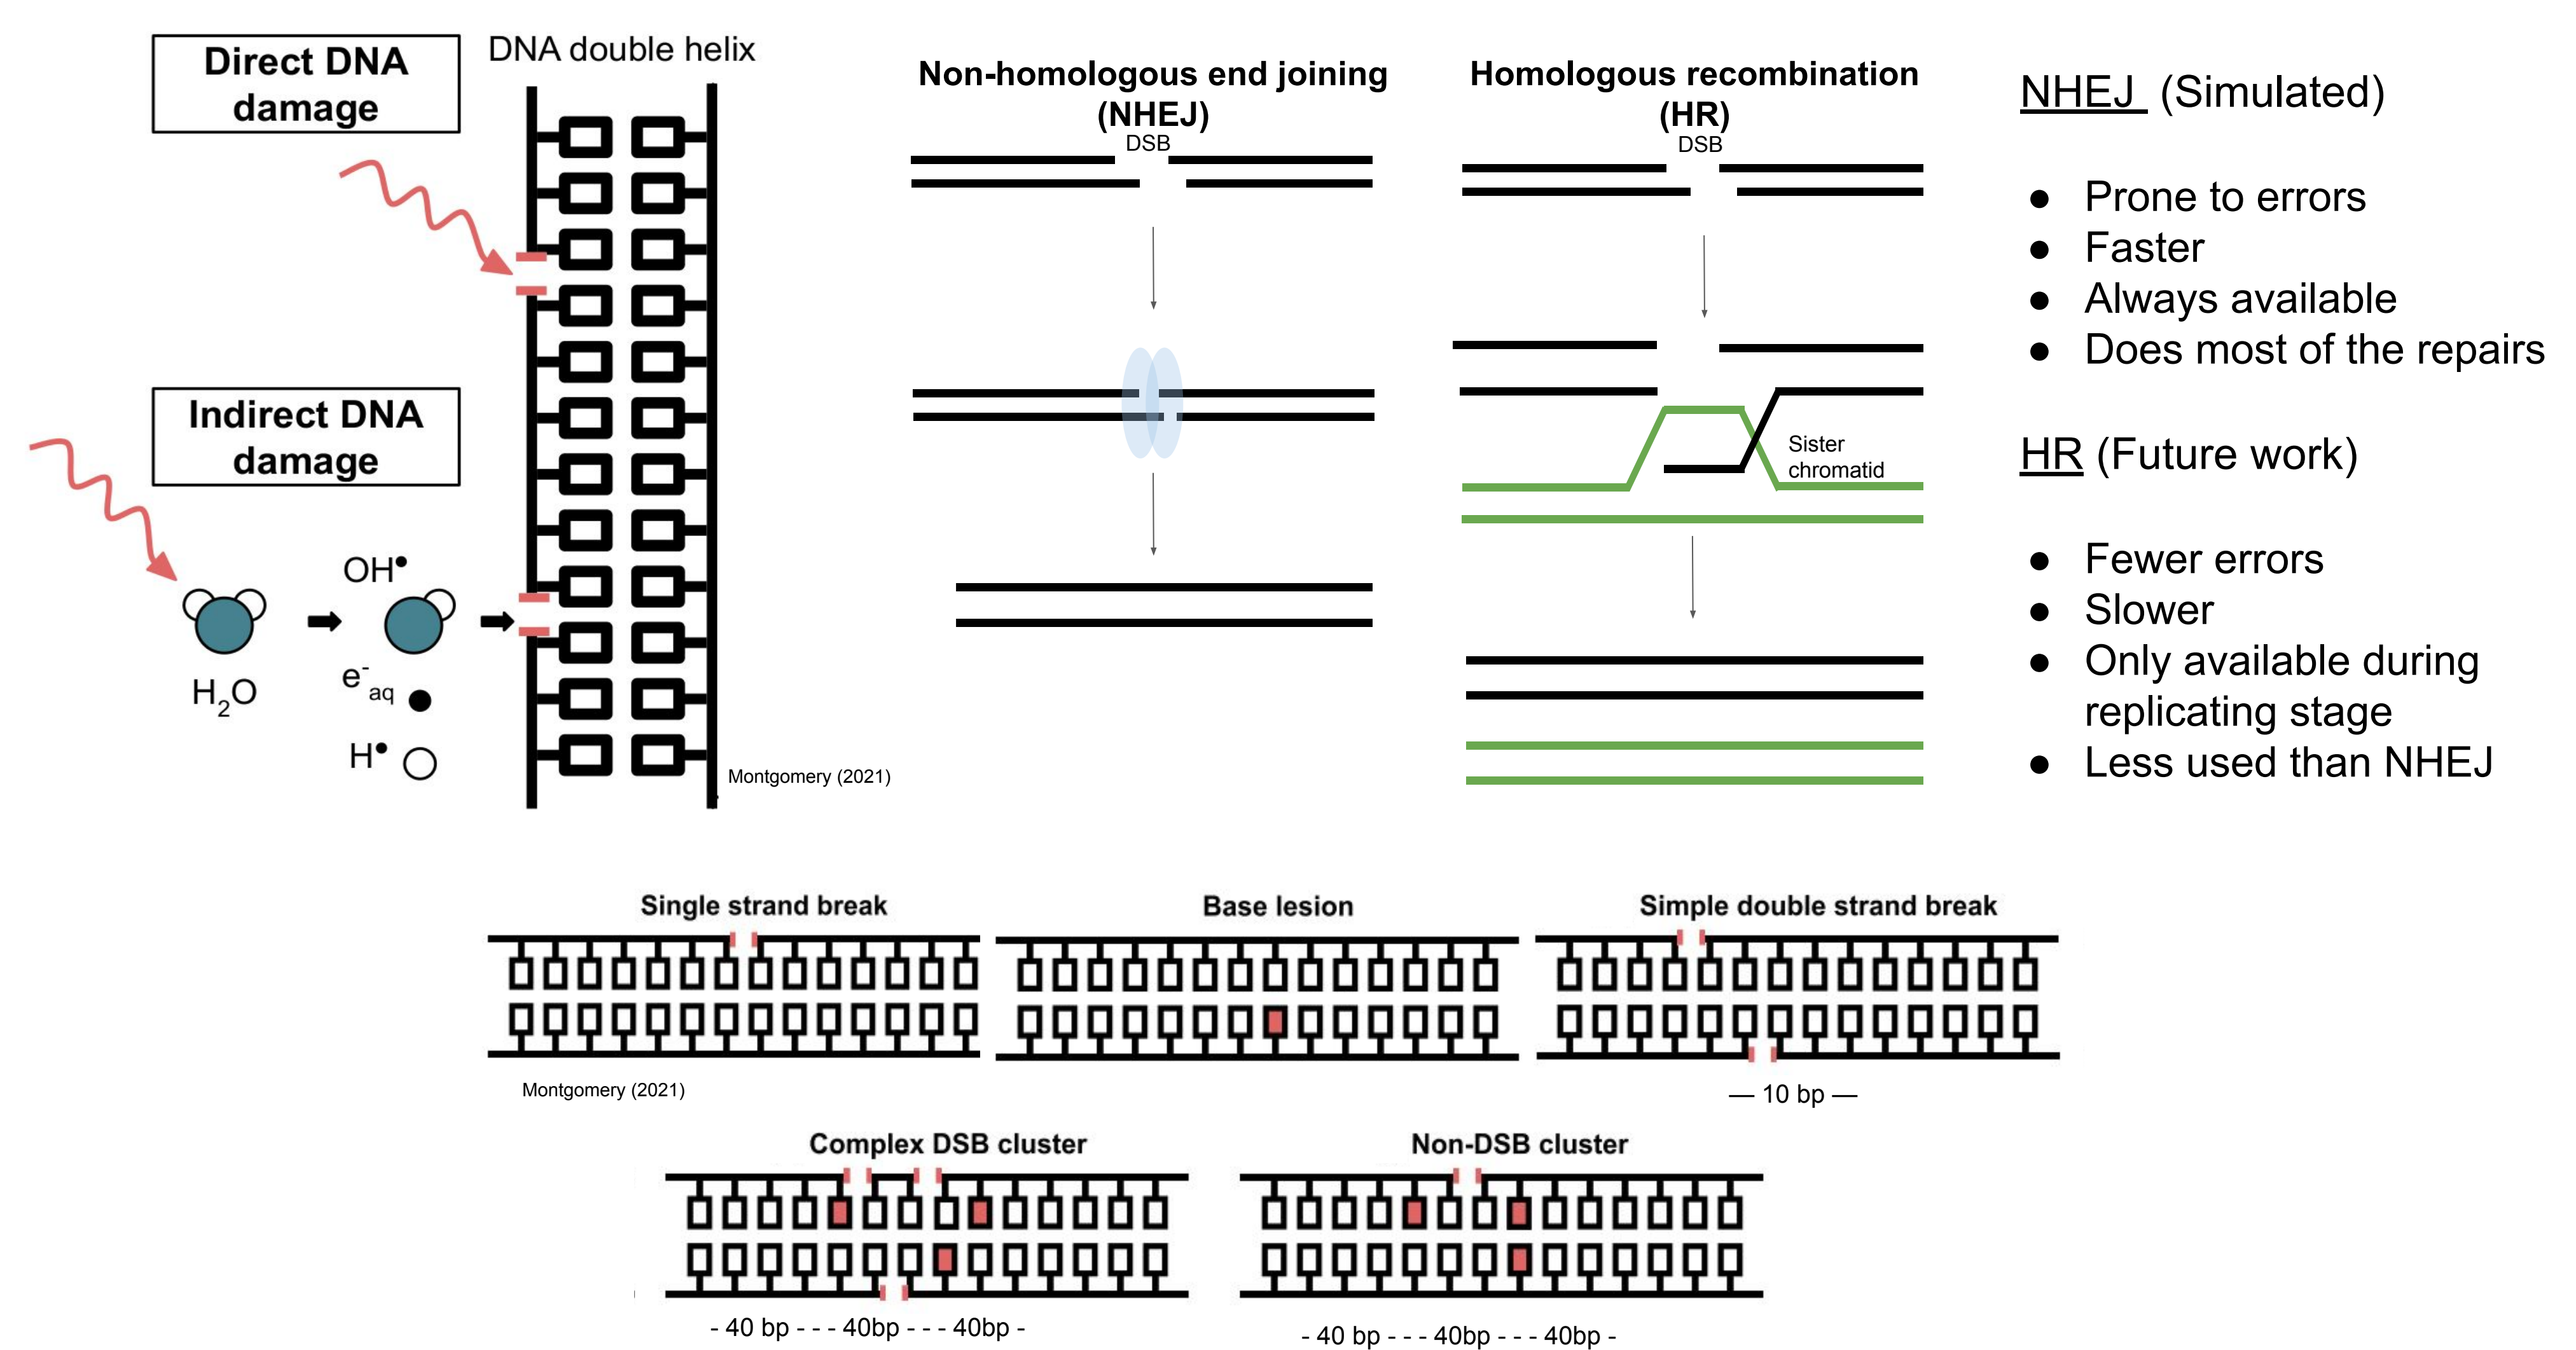 Direct DNA
damage
DNA double helix
Indirect DNA
damage
OH•
H₂O
e⁻aq
H•
Montgomery (2021)
Non-homologous end joining
(NHEJ)
DSB
Homologous recombination
(HR)
DSB
Sister
chromatid
NHEJ (Simulated)
● Prone to errors
● Faster
● Always available
● Does most of the repairs
HR (Future work)
● Fewer errors
● Slower
● Only available during
replicating stage
● Less used than NHEJ
Single strand break
Base lesion
Simple double strand break
Montgomery (2021)
— 10 bp —
Complex DSB cluster
Non-DSB cluster
- 40 bp - - - 40bp - - - 40bp -
- 40 bp - - - 40bp - - - 40bp -